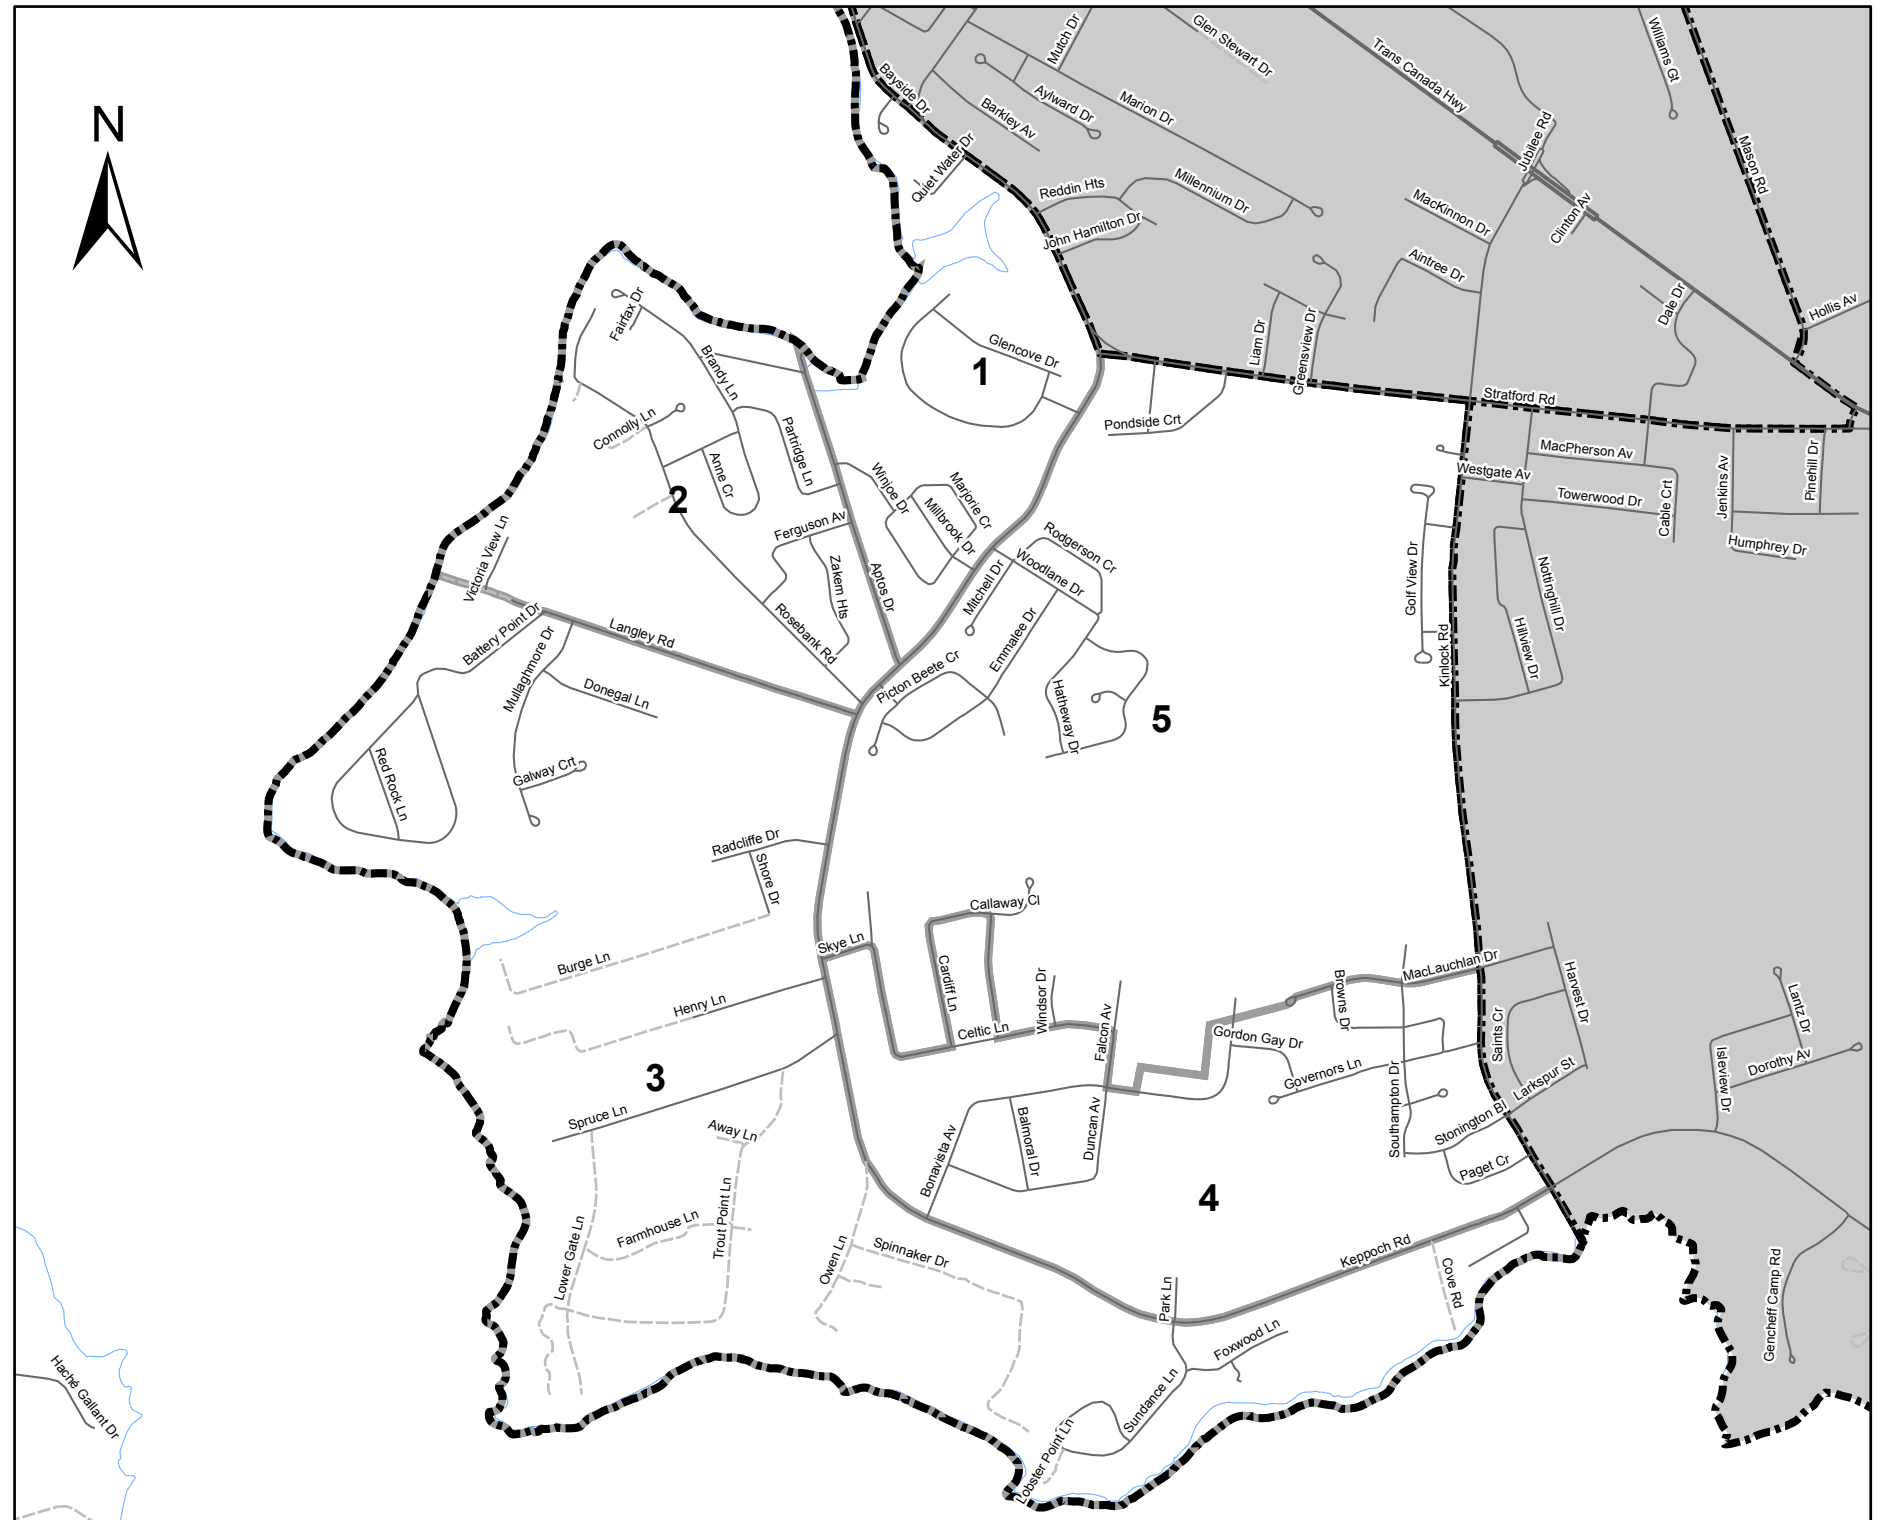 N
Bayside Dr
Mutch Dr
Glen Stewart Dr
Trans Canada Hwy
Williams Gt
Barkley Av
Aylward Dr
Marion Dr
Jubilee Rd
Mason Rd
Quiet Water Dr
Reddin Hts
Millennium Dr
MacKinnon Dr
Clinton Av
John Hamilton Dr
Aintree Dr
Fairfax Dr
Liam Dr
Greensview Dr
Dale Dr
Hollis Av
Brandy Ln
Glencove Dr
1
Stratford Rd
Connolly Ln
Partridge Ln
Pondside Crt
MacPherson Av
Anne Cr
Winjoe Dr
Marjorie Cr
Westgate Av
Jenkins Av
Pinehill Dr
2
Millbrook Dr
Towerwood Dr
Cable Crt
Ferguson Av
Rodgerson Cr
Humphrey Dr
Victoria View Ln
Zakem Hts
Aptos Dr
Mitchell Dr
Woodlane Dr
Golf View Dr
Nottinghill Dr
Battery Point Dr
Langley Rd
Rosebank Rd
Emmalee Dr
Kinlock Rd
Hillview Dr
Mullaghmore Dr
Donegal Ln
Picton Beete Cr
Hatheway Dr
5
Red Rock Ln
Galway Crt
Radcliffe Dr
Shore Dr
Callaway Cl
Skye Ln
Burge Ln
Cardiff Ln
MacLauchlan Dr
Henry Ln
Windsor Dr
Browns Dr
Harvest Dr
Lantz Dr
Celtic Ln
Falcon Av
Gordon Gay Dr
Saints Cr
3
Governors Ln
Isleview Dr
Dorothy Av
Spruce Ln
Away Ln
Balmoral Dr
Duncan Av
Southampton Dr
Larkspur St
Stonington Bl
Bonavista Av
Paget Cr
4
Trout Point Ln
Farmhouse Ln
Lower Gate Ln
Owen Ln
Spinnaker Dr
Keppoch Rd
Cove Rd
Park Ln
Gencheff Camp Rd
Foxwood Ln
Haché Gallant Dr
Sundance Ln
Lobster Point Ln